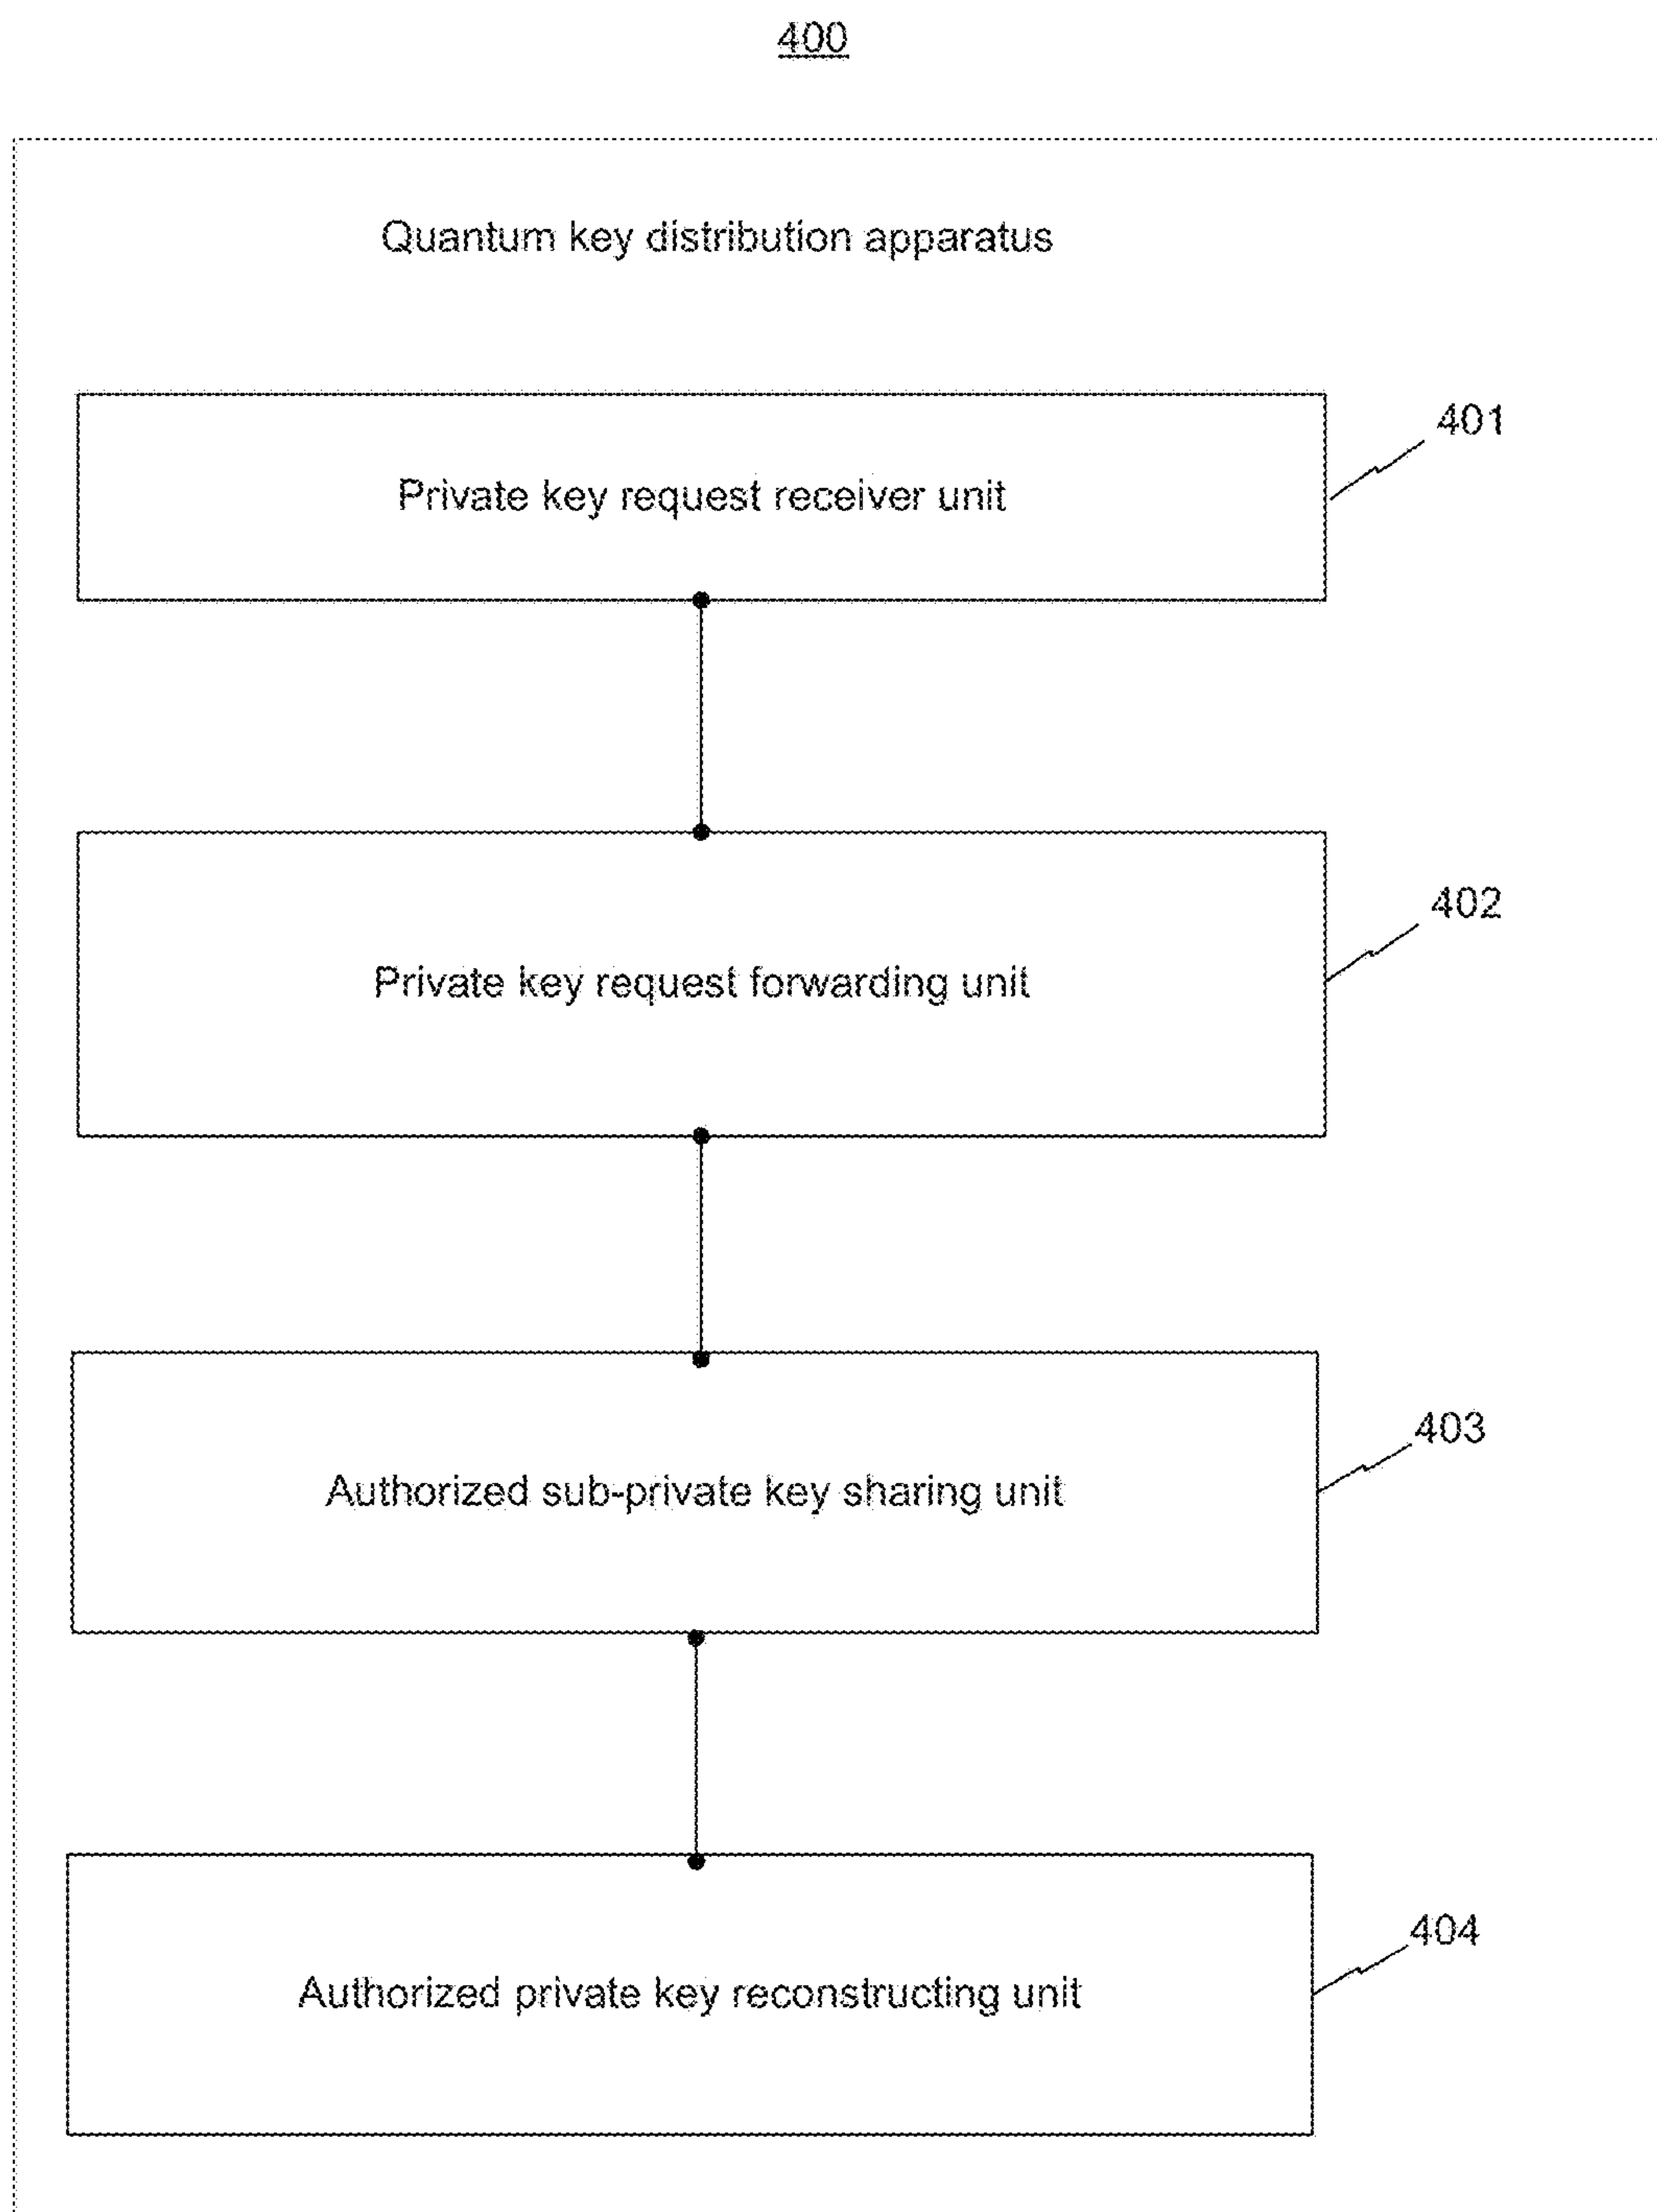 400
Quantum key distribution apparatus
401
Private key request receiver unit
402
Private key request forwarding unit
403
Authorized sub-private key sharing unit
404
Authorized private key reconstructing unit